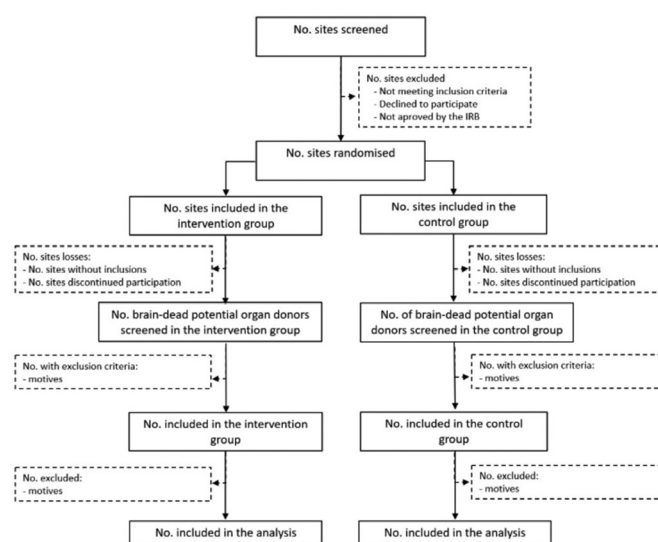 No. sites screened
No. sites excluded
- Not meeting inclusion criteria
- Declined to participate
- Not aproved by the IRB
No. sites randomised
No. sites included in the
intervention group
No. sites included in the
control group
No. sites losses:
- No. sites without inclusions
- No. sites discontinued participation
No. sites losses:
- No. sites without inclusions
- No. sites discontinued participation
No. brain-dead potential organ donors
screened in the intervention group
No. of brain-dead potential organ
donors screened in the control group
No. with exclusion criteria:
- motives
No. with exclusion criteria:
- motives
No. included in the intervention
group
No. included in the control
group
No. excluded:
- motives
No. excluded:
- motives
No. included in the analysis
No. included in the analysis